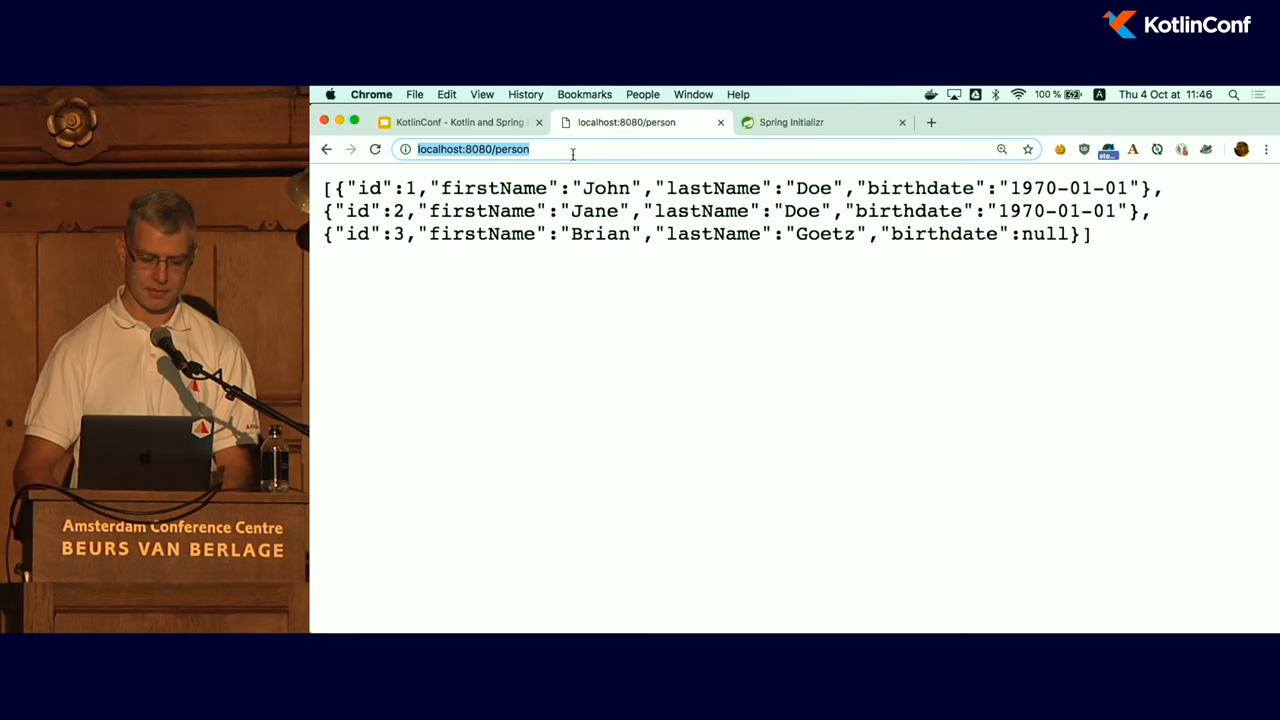 KotlinConf
Chrome File Edit View History Bookmarks People Window Help 100 % A Thu 4 Oct at 11:46
KotlinConf - Kotlin and Spring
localhost:8080/person
Spring Initializr
localhost:8080/person
[{"id":1,"firstName":"John","lastName":"Doe","birthdate":"1970-01-01"},
{"id":2,"firstName":"Jane","lastName":"Doe","birthdate":"1970-01-01"},
{"id":3,"firstName":"Brian","lastName":"Goetz","birthdate":null}]
Amsterdam Conference Centre
BEURS VAN BERLAGE